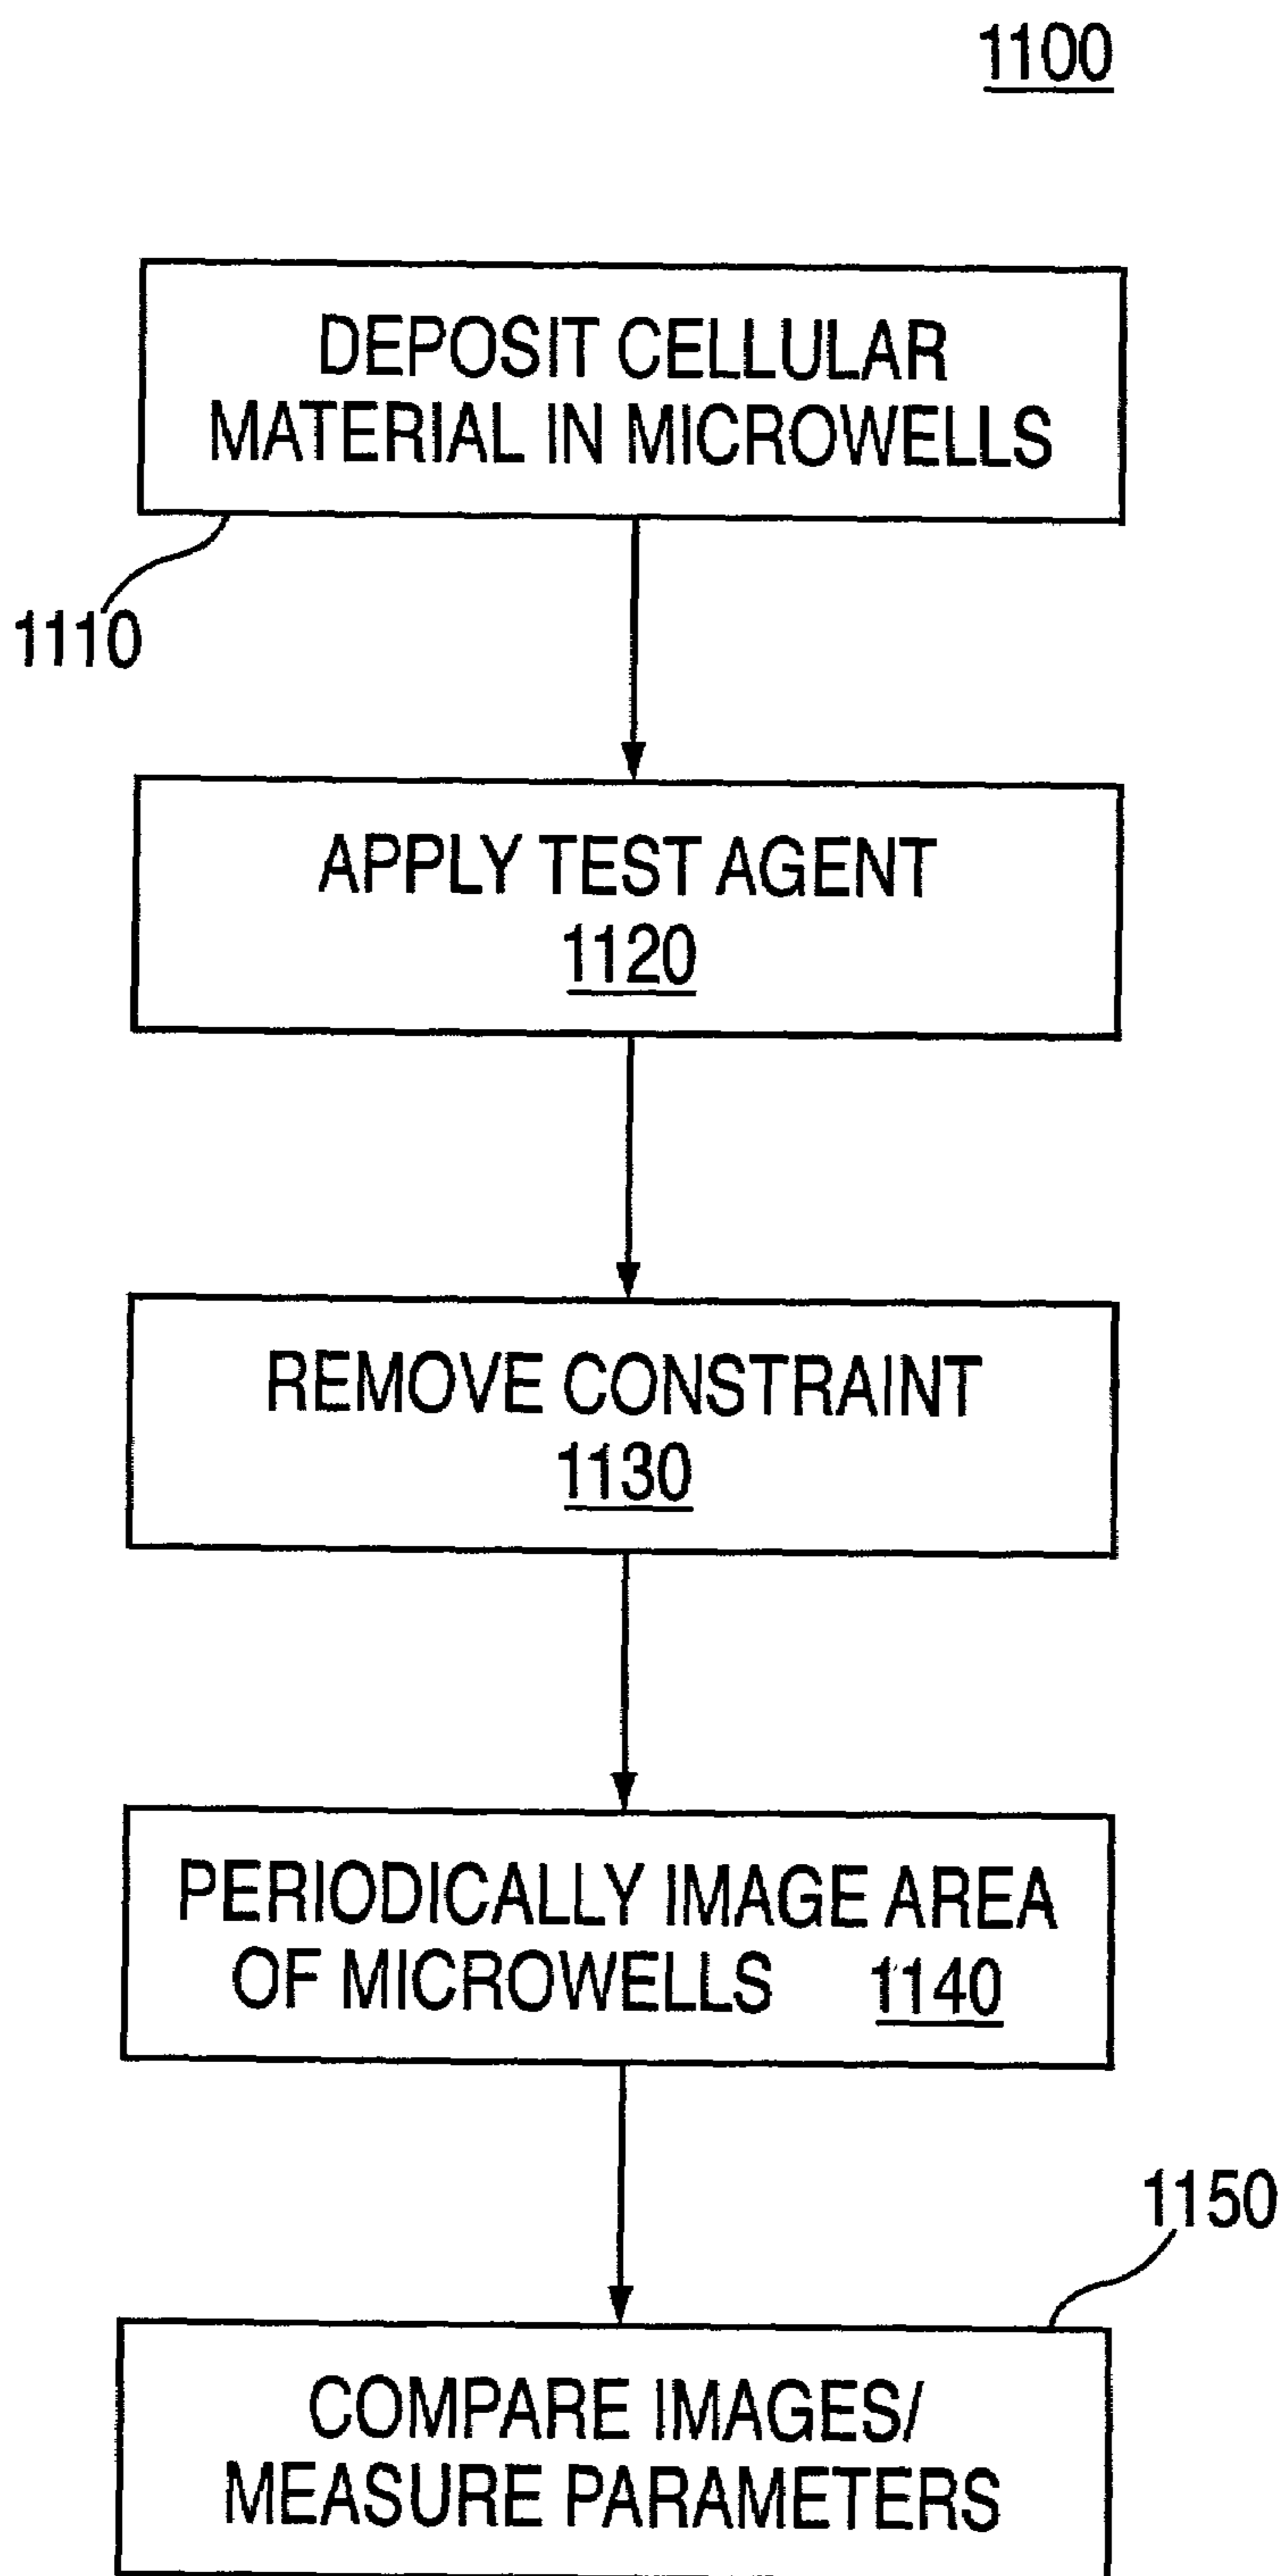 1100
DEPOSIT CELLULAR
MATERIAL IN MICROWELLS
1110
APPLY TEST AGENT
1120
REMOVE CONSTRAINT
1130
PERIODICALLY IMAGE AREA
OF MICROWELLS 1140
1150
COMPARE IMAGES/
MEASURE PARAMETERS